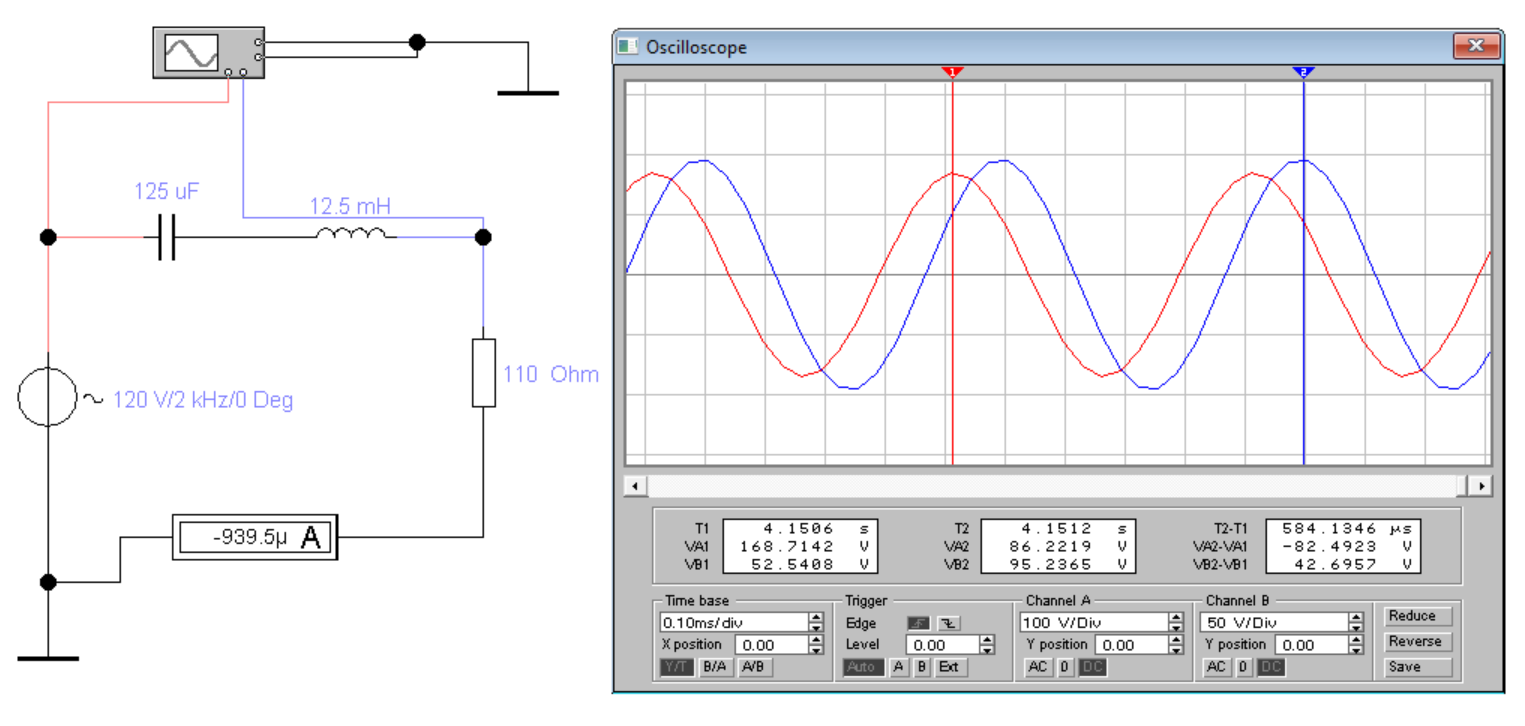 Oscilloscope
1
2
125 uF
12.5 mH
110 Ohm
120 V/2 kHz/0 Deg
-939.5µ A
T1 4.1506 s
VA1 168.7142 V
VB1 52.5408 V
T2 4.1512 s
VA2 86.2219 V
VB2 95.2365 V
T2-T1 584.1346 µs
VA2-VA1 -82.4923 V
VB2-VB1 42.6957 V
Time base
0.10ms/div
X position 0.00
Y/T B/A A/B
Trigger
Edge
Level 0.00
Auto A B Ext
Channel A
100 V/Div
Y position 0.00
AC 0 DC
Channel B
50 V/Div
Y position 0.00
AC 0 DC
Reduce
Reverse
Save